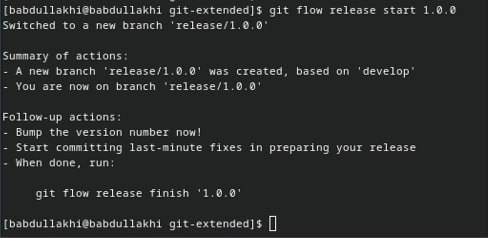 [babdullakhi@babdullakhi git-extended]$ git flow release start 1.0.0
Switched to a new branch 'release/1.0.0'
Summary of actions:
- A new branch 'release/1.0.0' was created, based on 'develop'
- You are now on branch 'release/1.0.0'
Follow-up actions:
- Bump the version number now!
- Start committing last-minute fixes in preparing your release
- When done, run:
git flow release finish '1.0.0'
[babdullakhi@babdullakhi git-extended]$